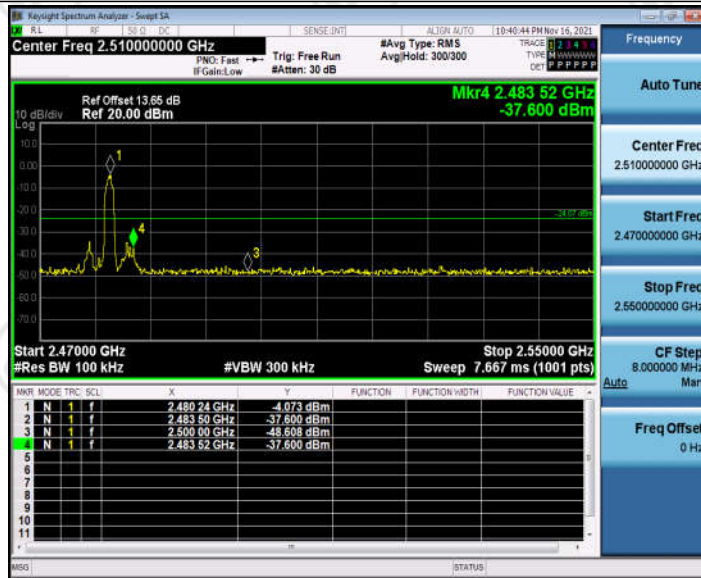 Keysight Spectrum Analyzer - Swept SA
RL RF 50 Ω DC SENSE:INT ALIGN AUTO 10:40:44 PM Nov 16, 2021
Center Freq 2.510000000 GHz #Avg Type: RMS TRACE 1 2 3 4 5 6 Frequency
PNO: Fast Trig: Free Run Avg|Hold: 300/300 TYPE M WWWWW
IFGain:Low #Atten: 30 dB DET P P P P P P
Auto Tune
Ref Offset 13.65 dB Mkr4 2.483 52 GHz
10 dB/div Ref 20.00 dBm -37.600 dBm
Log
10.0
0.00
-10.0
-20.0
-30.0
-40.0
-50.0
-60.0
-70.0
1
4
3
-24.07 dBm
Center Freq
2.510000000 GHz
Start Freq
2.470000000 GHz
Stop Freq
2.550000000 GHz
Start 2.47000 GHz Stop 2.55000 GHz
#Res BW 100 kHz #VBW 300 kHz Sweep 7.667 ms (1001 pts)
CF Step
8.000000 MHz
Auto Man
Freq Offset
0 Hz
MKR MODE TRC SCL X Y FUNCTION FUNCTION WIDTH FUNCTION VALUE
1 N 1 f 2.480 24 GHz -4.073 dBm
2 N 1 f 2.483 50 GHz -37.600 dBm
3 N 1 f 2.500 00 GHz -48.608 dBm
4 N 1 f 2.483 52 GHz -37.600 dBm
5
6
7
8
9
10
11
MSG STATUS